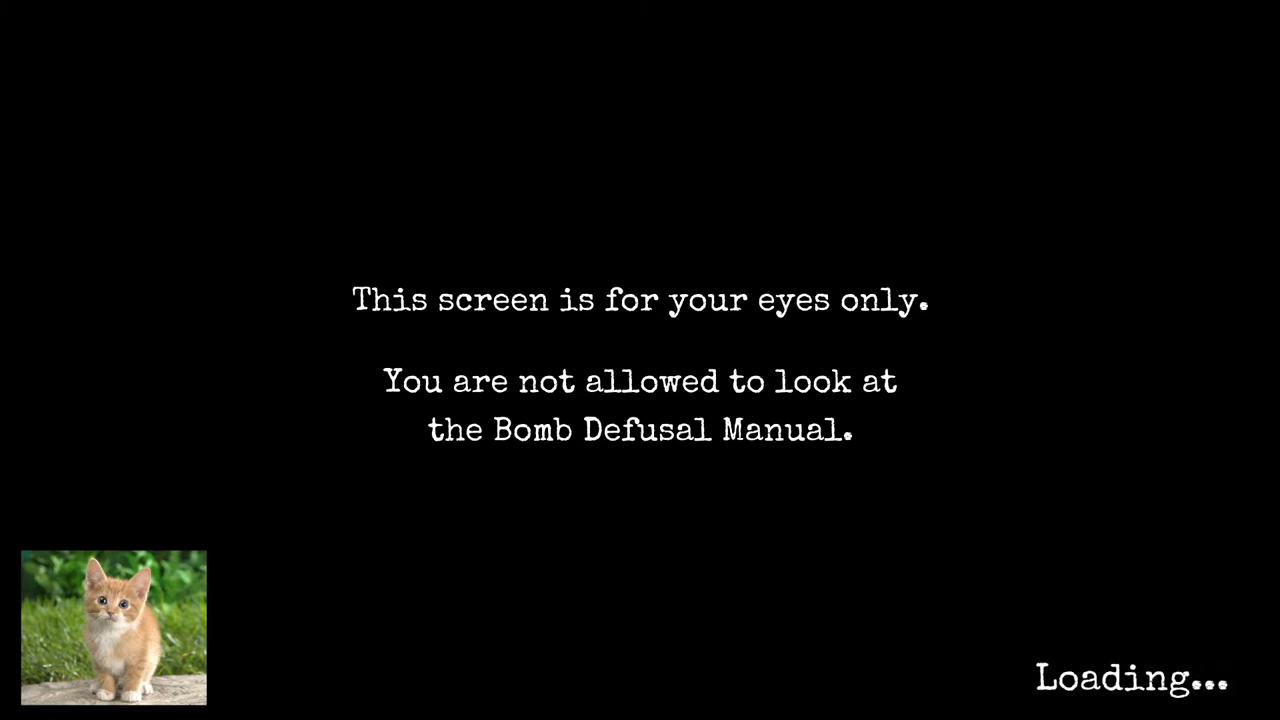 This screen is for your eyes only.
You are not allowed to look at
the Bomb Defusal Manual.
Loading...